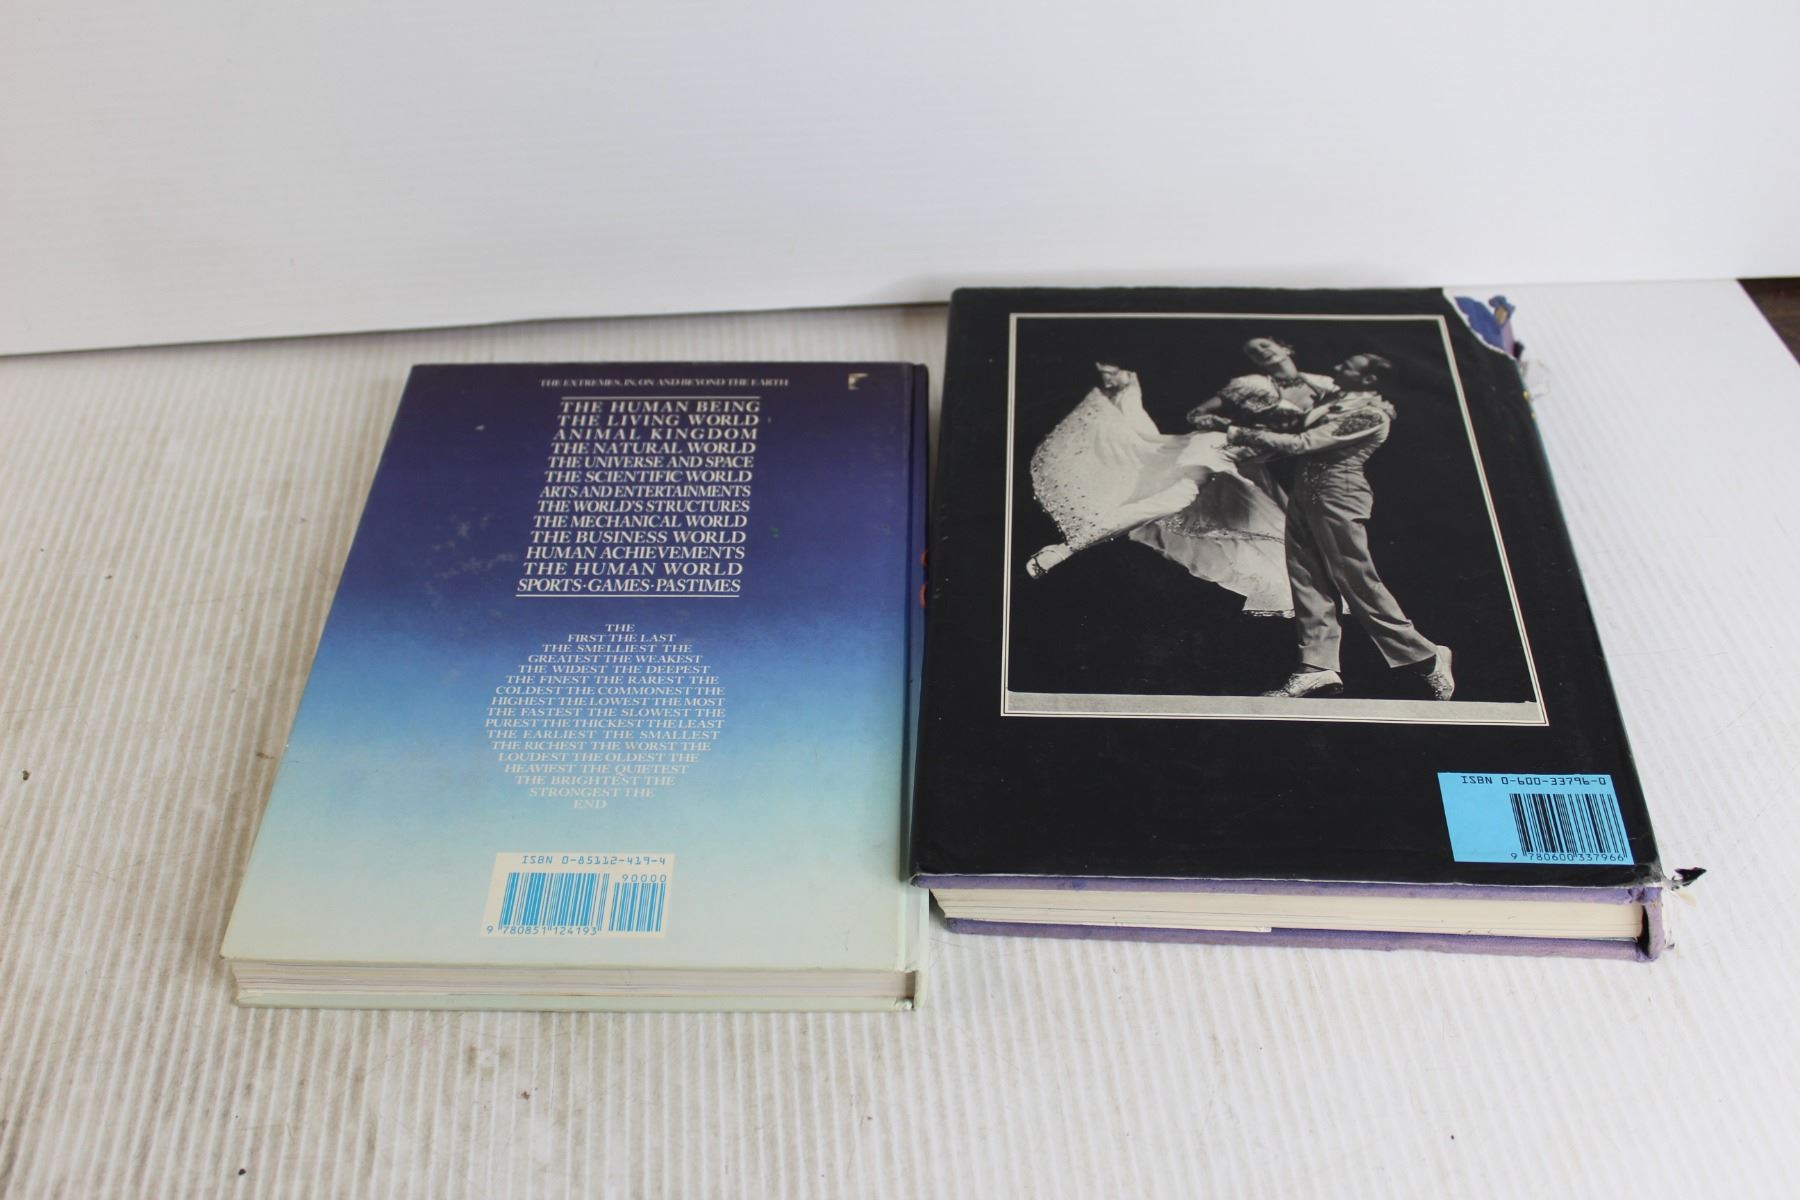 THE EXTREMES, IN, ON AND BEYOND THE EARTH
THE HUMAN BEING
THE LIVING WORLD
ANIMAL KINGDOM
THE NATURAL WORLD
THE UNIVERSE AND SPACE
THE SCIENTIFIC WORLD
ARTS AND ENTERTAINMENTS
THE WORLD'S STRUCTURES
THE MECHANICAL WORLD
THE BUSINESS WORLD
HUMAN ACHIEVEMENTS
THE HUMAN WORLD
SPORTS·GAMES·PASTIMES
THE
FIRST THE LAST
THE SMELLIEST THE
GREATEST THE WEAKEST
THE WIDEST THE DEEPEST
THE FINEST THE RAREST THE
COLDEST THE COMMONEST THE
HIGHEST THE LOWEST THE MOST
THE FASTEST THE SLOWEST THE
PUREST THE THICKEST THE LEAST
THE EARLIEST THE SMALLEST
THE RICHEST THE WORST THE
LOUDEST THE OLDEST THE
HEAVIEST THE QUIETEST
THE BRIGHTEST THE
STRONGEST THE
END
ISBN 0-85112-419-4
90000
9 780851 124193
ISBN 0-600-33796-0
9 780600 337966